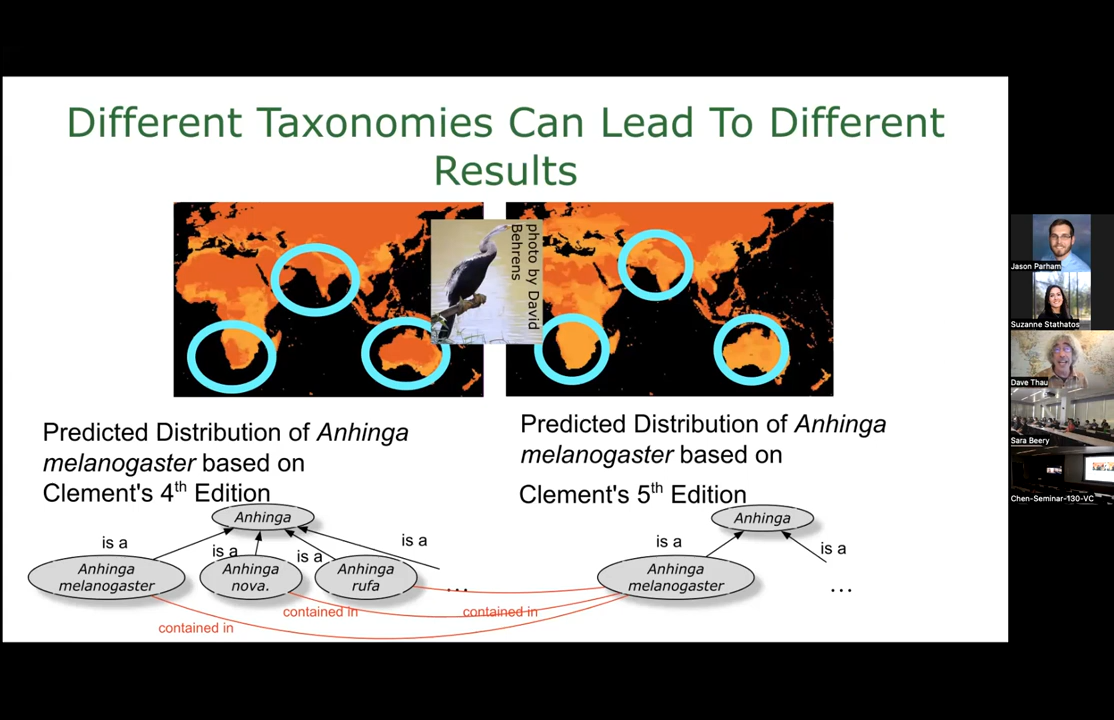 Different Taxonomies Can Lead To Different
Results
photo by David
Behrens
Predicted Distribution of Anhinga
melanogaster based on
Clement's 4th Edition
Predicted Distribution of Anhinga
melanogaster based on
Clement's 5th Edition
Anhinga
is a
is a
is a
is a
Anhinga
melanogaster
Anhinga
nova.
Anhinga
rufa
...
contained in
contained in
contained in
Anhinga
is a
is a
Anhinga
melanogaster
...
Jason Parham
Suzanne Stathatos
Dave Thau
Sara Beery
Chen-Seminar-130-VC